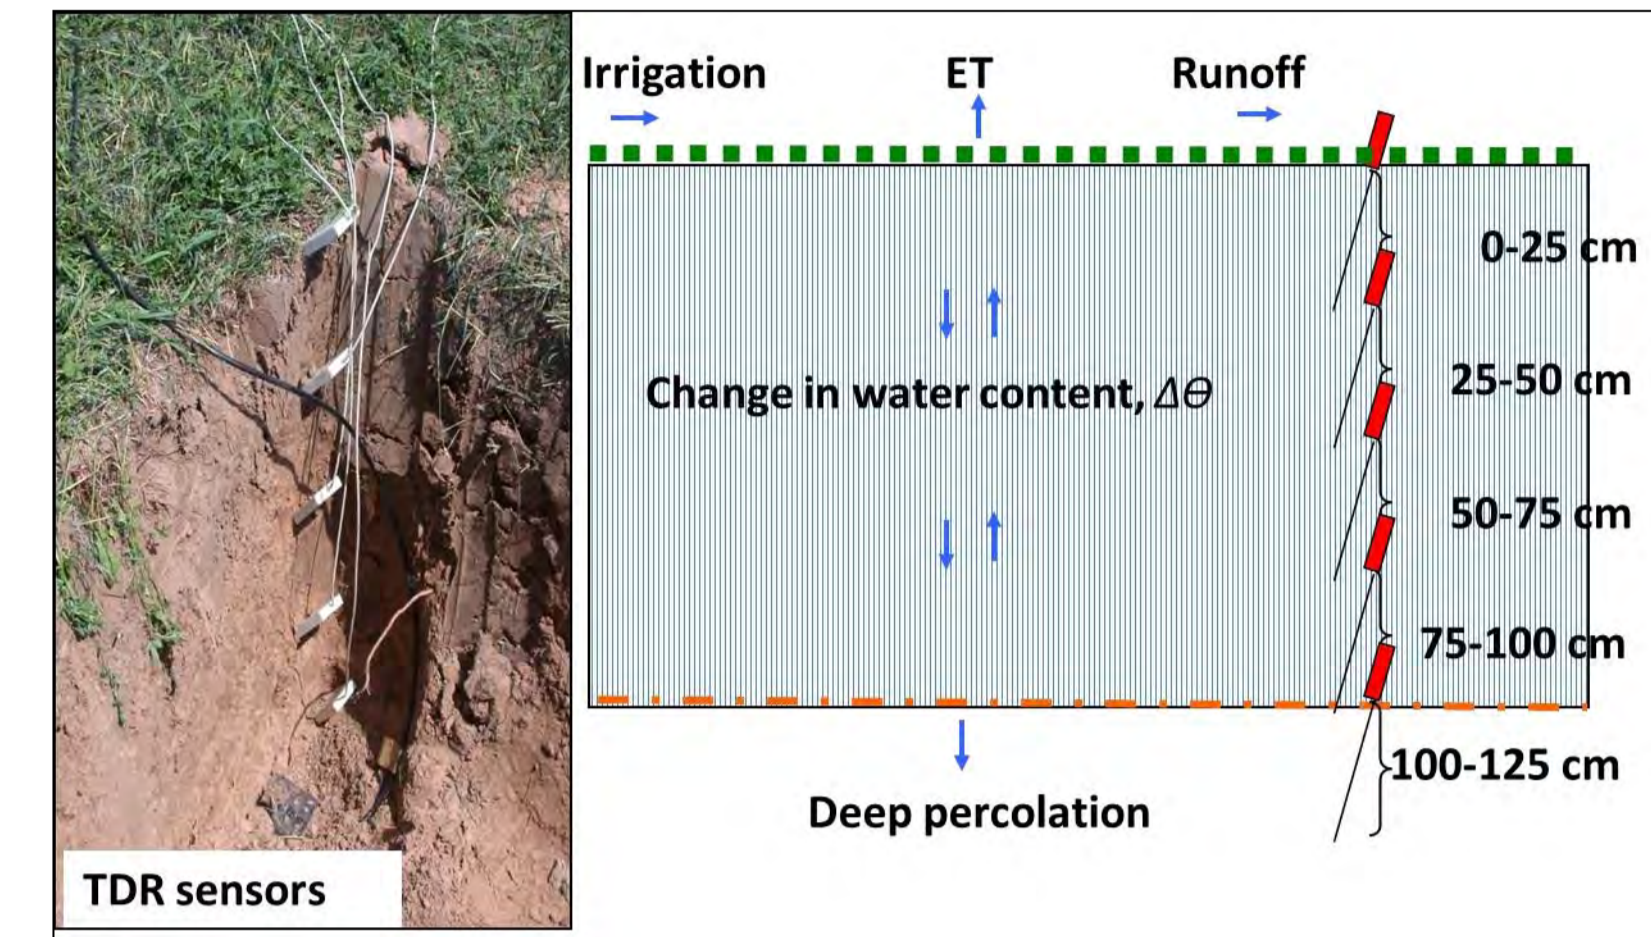 Irrigation
ET
Runoff
0-25 cm
25-50 cm
Change in water content, Δθ
50-75 cm
75-100 cm
100-125 cm
Deep percolation
TDR sensors